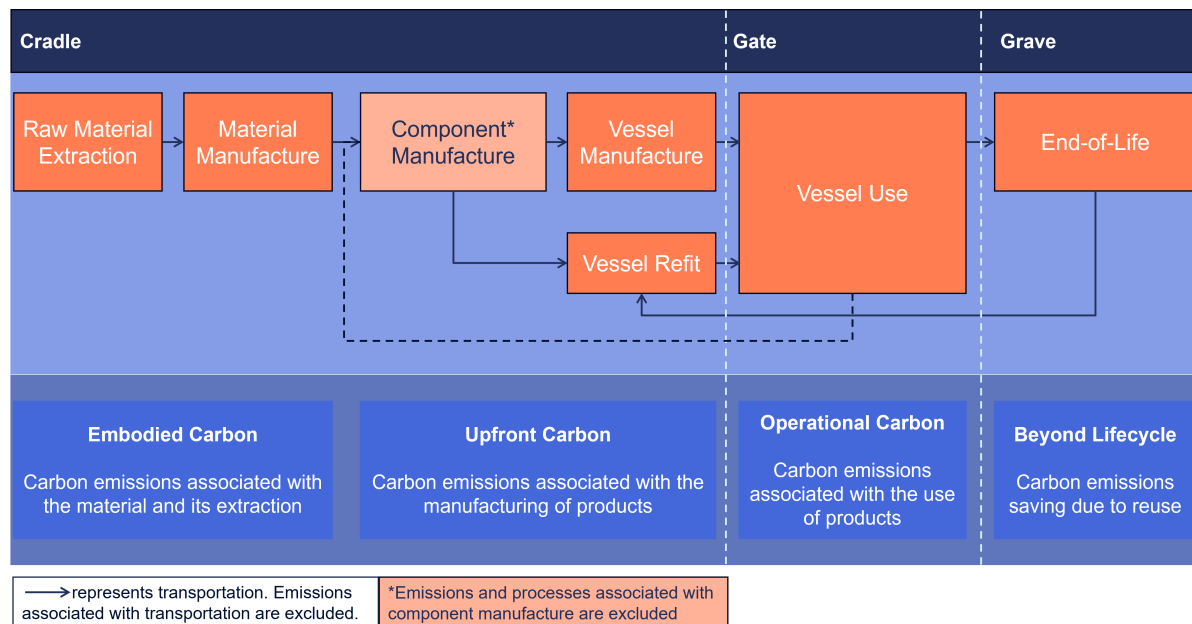 Cradle
Gate
Grave
Raw Material
Extraction
Material
Manufacture
Component*
Manufacture
Vessel
Manufacture
Vessel Use
End-of-Life
Vessel Refit
Embodied Carbon
Carbon emissions associated with
the material and its extraction
Upfront Carbon
Carbon emissions associated with the
manufacturing of products
Operational Carbon
Carbon emissions
associated with the use
of products
Beyond Lifecycle
Carbon emissions
saving due to reuse
represents transportation. Emissions
associated with transportation are excluded.
*Emissions and processes associated with
component manufacture are excluded